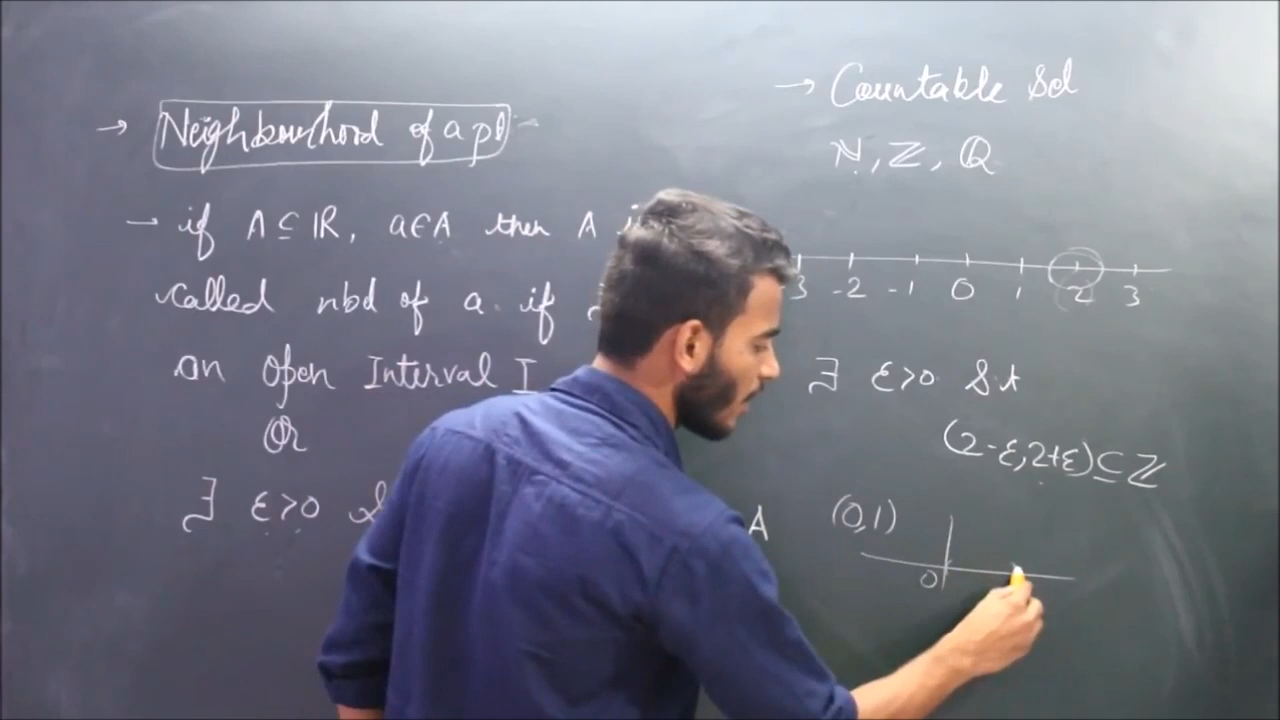 → Neighbourhood of a pt
→ if A ⊆ ℝ, a ∈ A then A
called nbd of a. if
an open Interval I
Or
∃ ε>0
A
→ Countable Set
ℕ, ℤ, ℚ
3 -2 -1 0 1 2 3
∃ ε>0 S.t
(2-ε, 2+ε) ⊆ ℤ
(0,1)
0